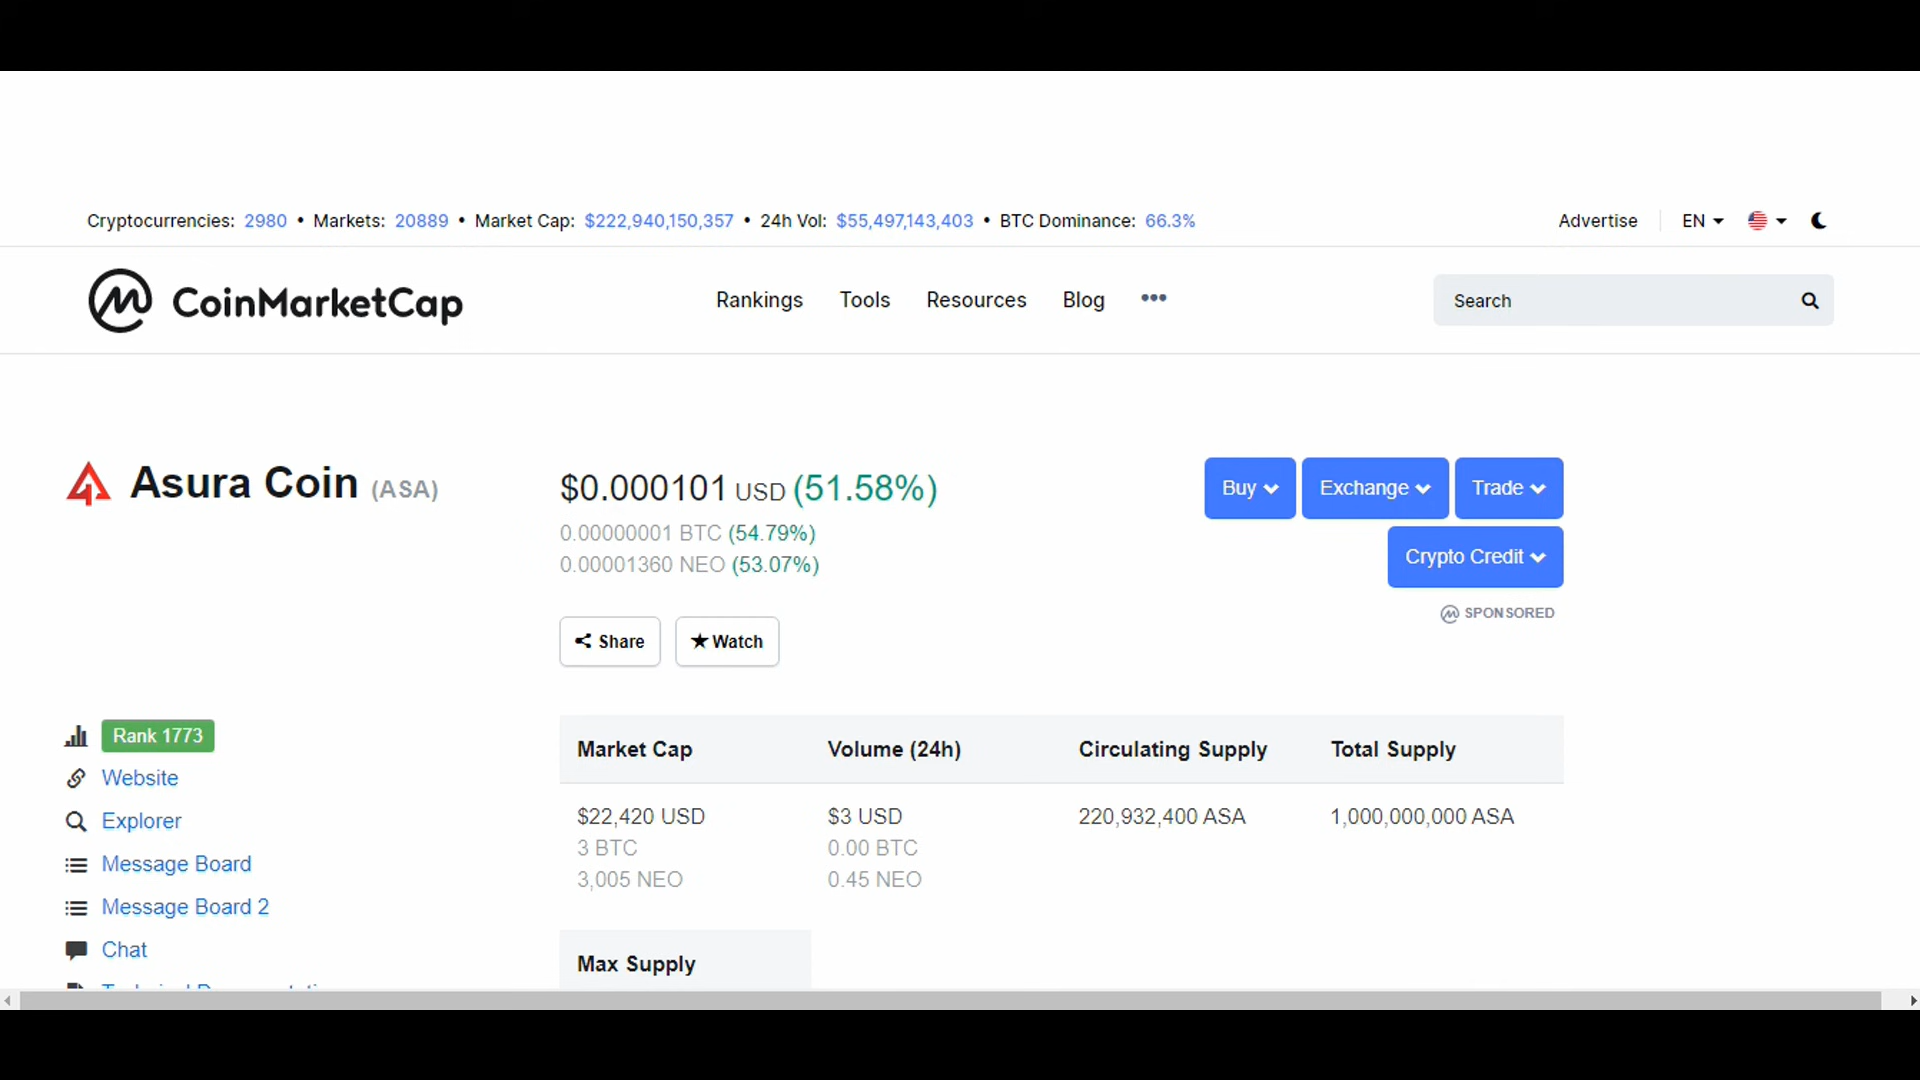 Cryptocurrencies: 2980 • Markets: 20889 • Market Cap: $222,940,150,357 • 24h Vol: $55,497,143,403 • BTC Dominance: 66.3% Advertise EN
CoinMarketCap Rankings Tools Resources Blog ••• Search
Asura Coin (ASA) $0.000101 USD (51.58%) Buy Exchange Trade
0.00000001 BTC (54.79%)
0.00001360 NEO (53.07%) Crypto Credit
SPONSORED
Share Watch
Rank 1773
Website
Explorer
Message Board
Message Board 2
Chat
Market Cap Volume (24h) Circulating Supply Total Supply
$22,420 USD $3 USD 220,932,400 ASA 1,000,000,000 ASA
3 BTC 0.00 BTC
3,005 NEO 0.45 NEO
Max Supply